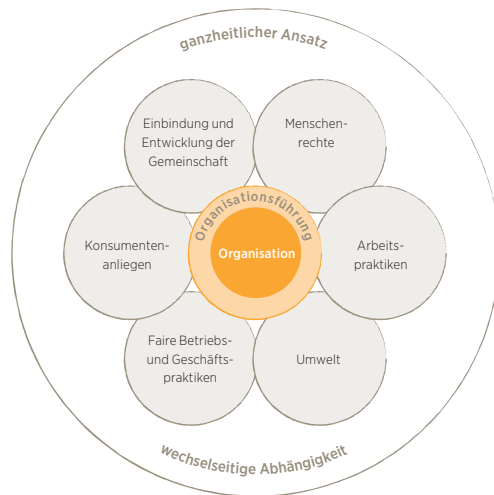 ganzheitlicher Ansatz
Einbindung und
Entwicklung der
Gemeinschaft
Menschen-
rechte
Organisationsführung
Organisation
Konsumenten-
anliegen
Arbeits-
praktiken
Faire Betriebs-
und Geschäfts-
praktiken
Umwelt
wechselseitige Abhängigkeit